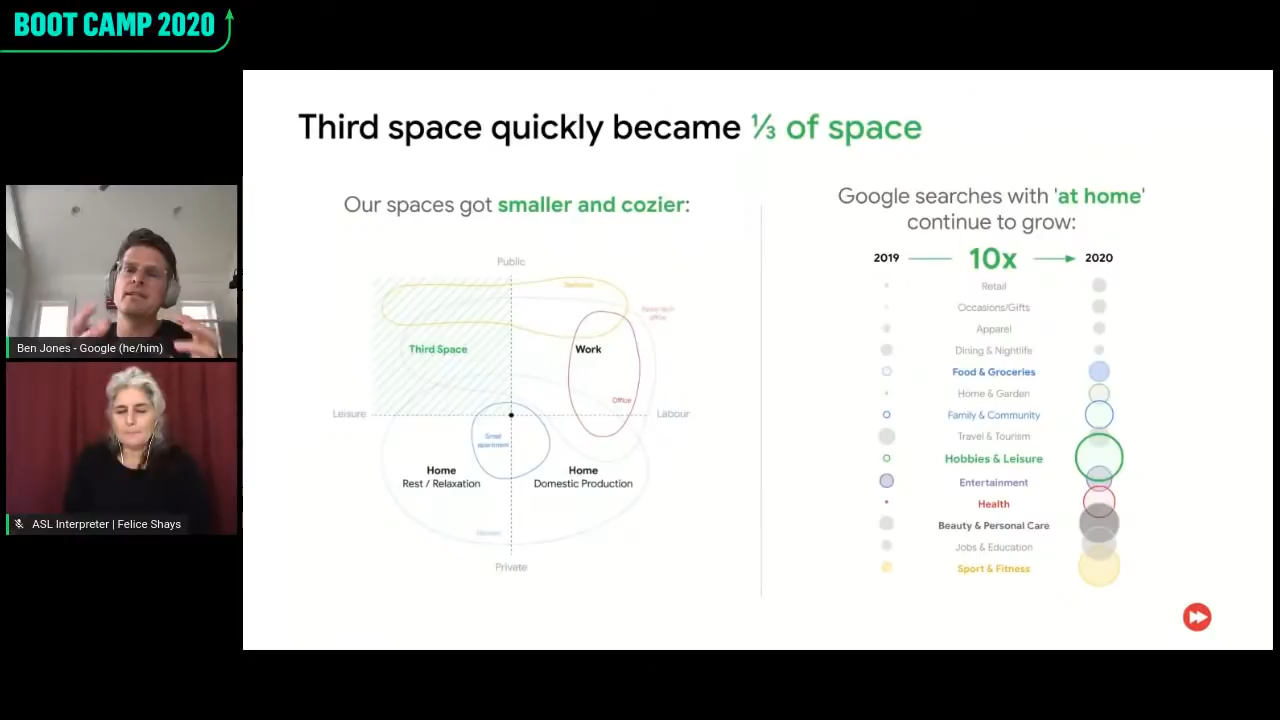 BOOT CAMP 2020
Third space quickly became ⅓ of space
Our spaces got smaller and cozier:
Public
Third Space
Work
Office
Leisure
Labour
Small
apartment
Home
Rest / Relaxation
Home
Domestic Production
Private
Google searches with 'at home'
continue to grow:
2019 10x 2020
Retail
Occasions/Gifts
Apparel
Dining & Nightlife
Food & Groceries
Home & Garden
Family & Community
Travel & Tourism
Hobbies & Leisure
Entertainment
Health
Beauty & Personal Care
Jobs & Education
Sport & Fitness
Ben Jones - Google (he/him)
ASL Interpreter | Felice Shays